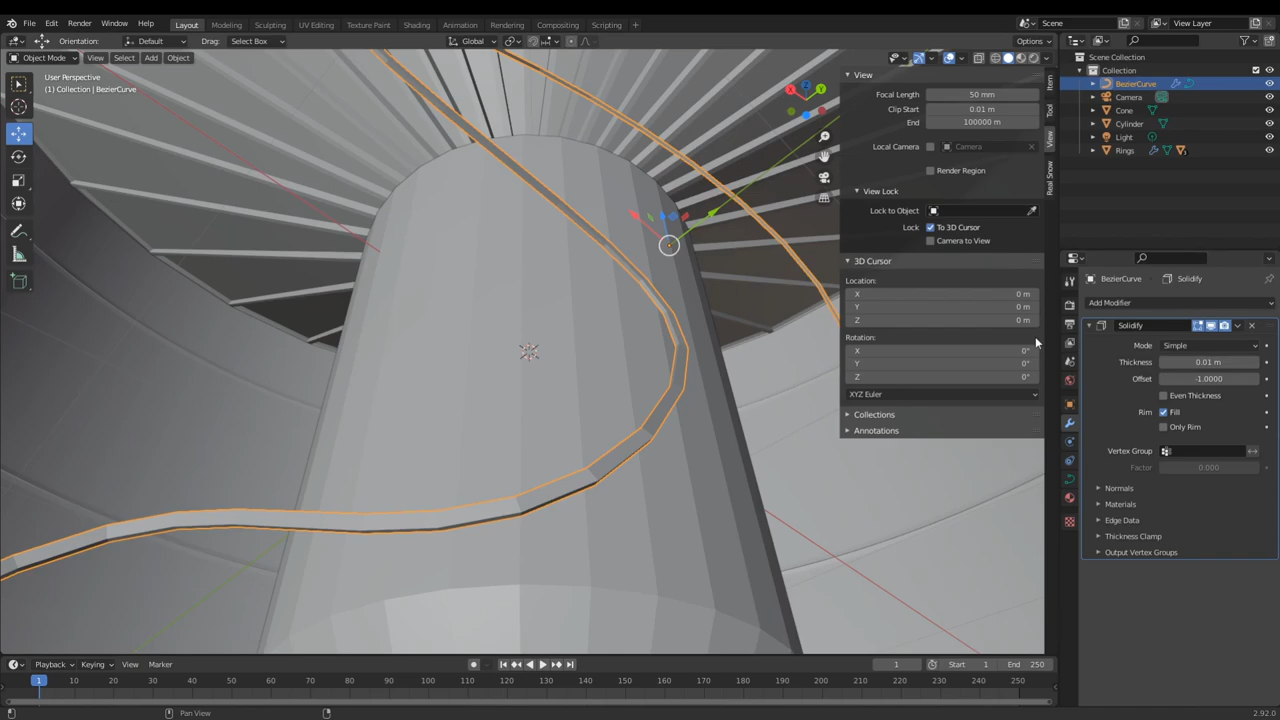 File Edit Render Window Help Layout Modeling Sculpting UV Editing Texture Paint Shading Animation Rendering Compositing Scripting + Scene View Layer
Orientation: Default Drag: Select Box Global Options
Object Mode View Select Add Object
User Perspective
(1) Collection | BezierCurve
X Y Z
View
Focal Length 50 mm
Clip Start 0.01 m
End 100000 m
Local Camera Camera
Render Region
View Lock
Lock to Object
Lock To 3D Cursor
Camera to View
3D Cursor
Location:
X 0 m
Y 0 m
Z 0 m
Rotation:
X 0°
Y 0°
Z 0°
XYZ Euler
Collections
Annotations
Item
Tool
View
Real Snow
Scene Collection
Collection
BezierCurve
Camera
Cone
Cylinder
Light
Rings
BezierCurve Solidify
Add Modifier
Solidify
Mode Simple
Thickness 0.01 m
Offset -1.0000
Even Thickness
Rim Fill
Only Rim
Vertex Group
Factor 0.000
Normals
Materials
Edge Data
Thickness Clamp
Output Vertex Groups
Playback Keying View Marker 1 Start 1 End 250
1 10 20 30 40 50 60 70 80 90 100 110 120 130 140 150 160 170 180 190 200 210 220 230 240 250
Pan View 2.92.0